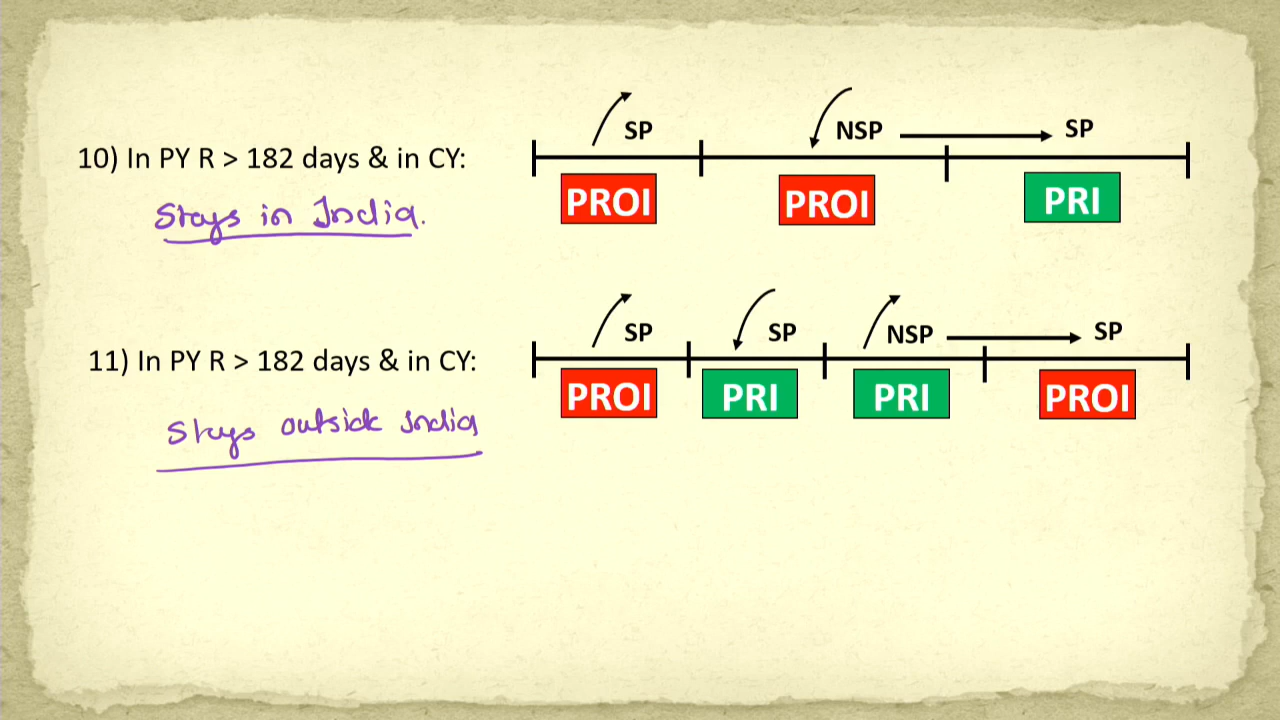 10) In PY R > 182 days & in CY:
Stays in India.
SP NSP SP
PROI PROI PRI
11) In PY R > 182 days & in CY:
Stays outside India
SP SP NSP SP
PROI PRI PRI PROI